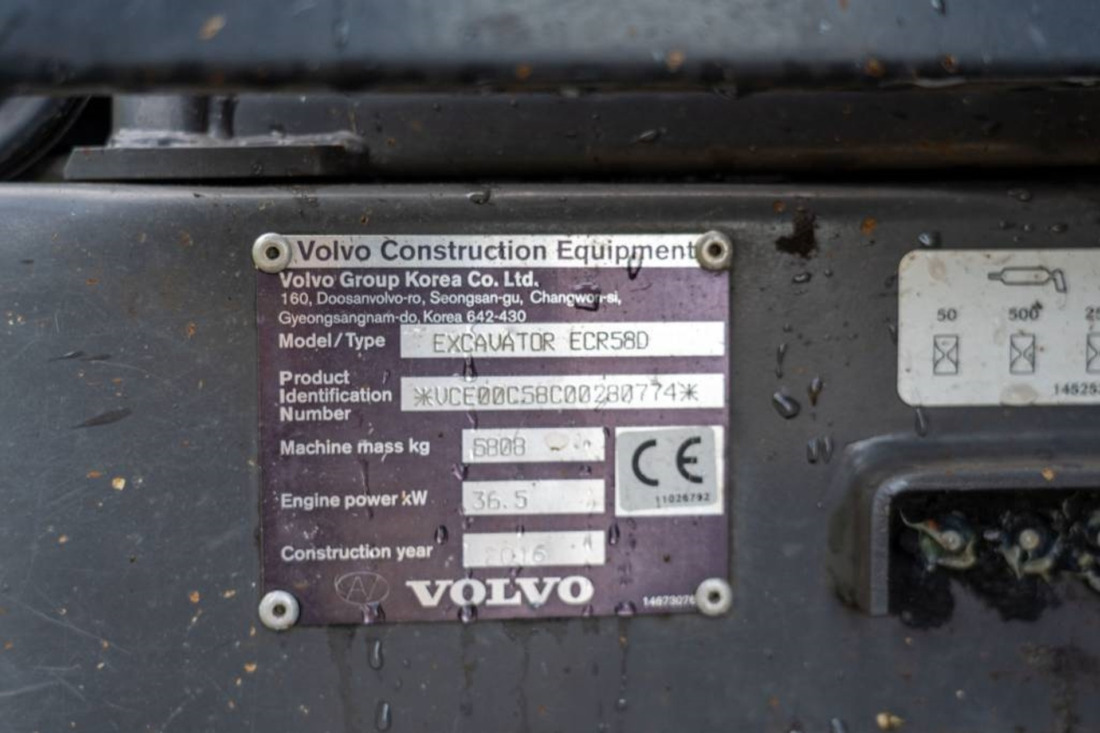 Volvo Construction Equipment
Volvo Group Korea Co. Ltd.
160, Doosanvolvo-ro, Seongsan-gu, Changwon-si,
Gyeongsangnam-do, Korea 642-430
Model/Type EXCAVATOR ECR58D
Product
Identification *VCE00C58C00280774*
Number
Machine mass kg 5808
Engine power kW 36.5
CE
11026792
Construction year 2016
VOLVO
14673076
50 500